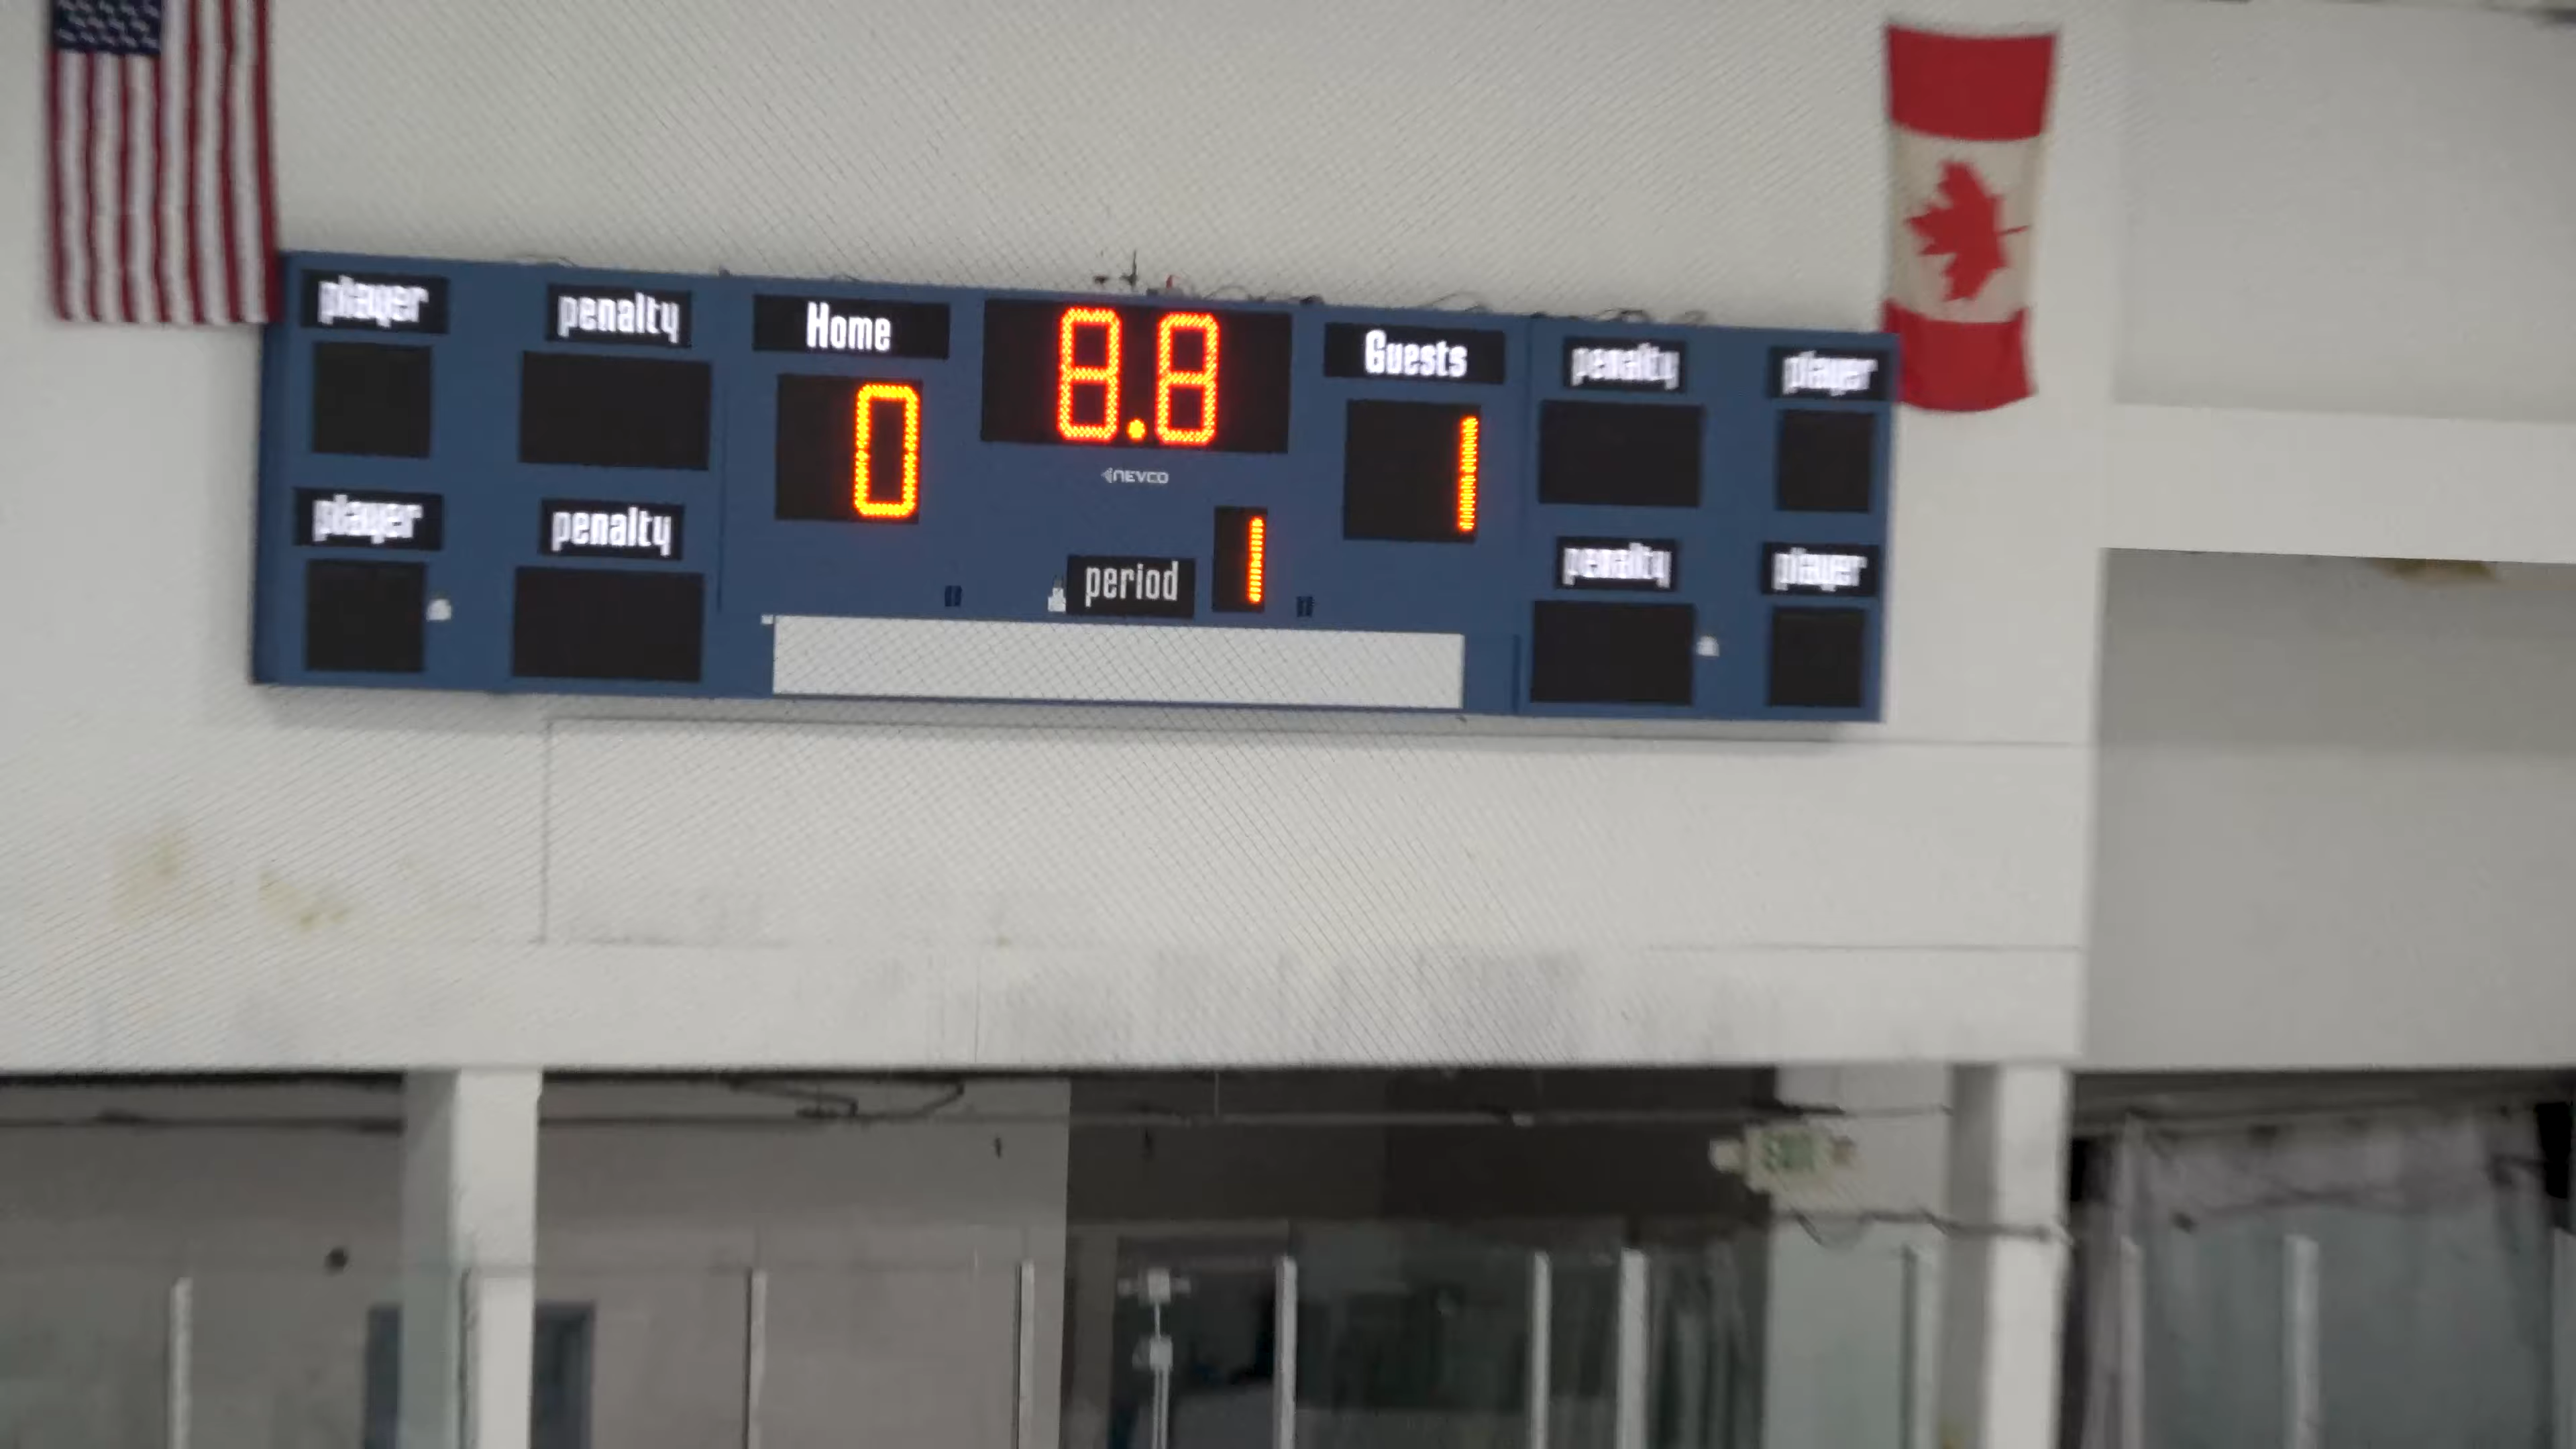 player penalty Home 8.8 Guests penalty player
0 1
NEVCO
player penalty period 1 penalty player